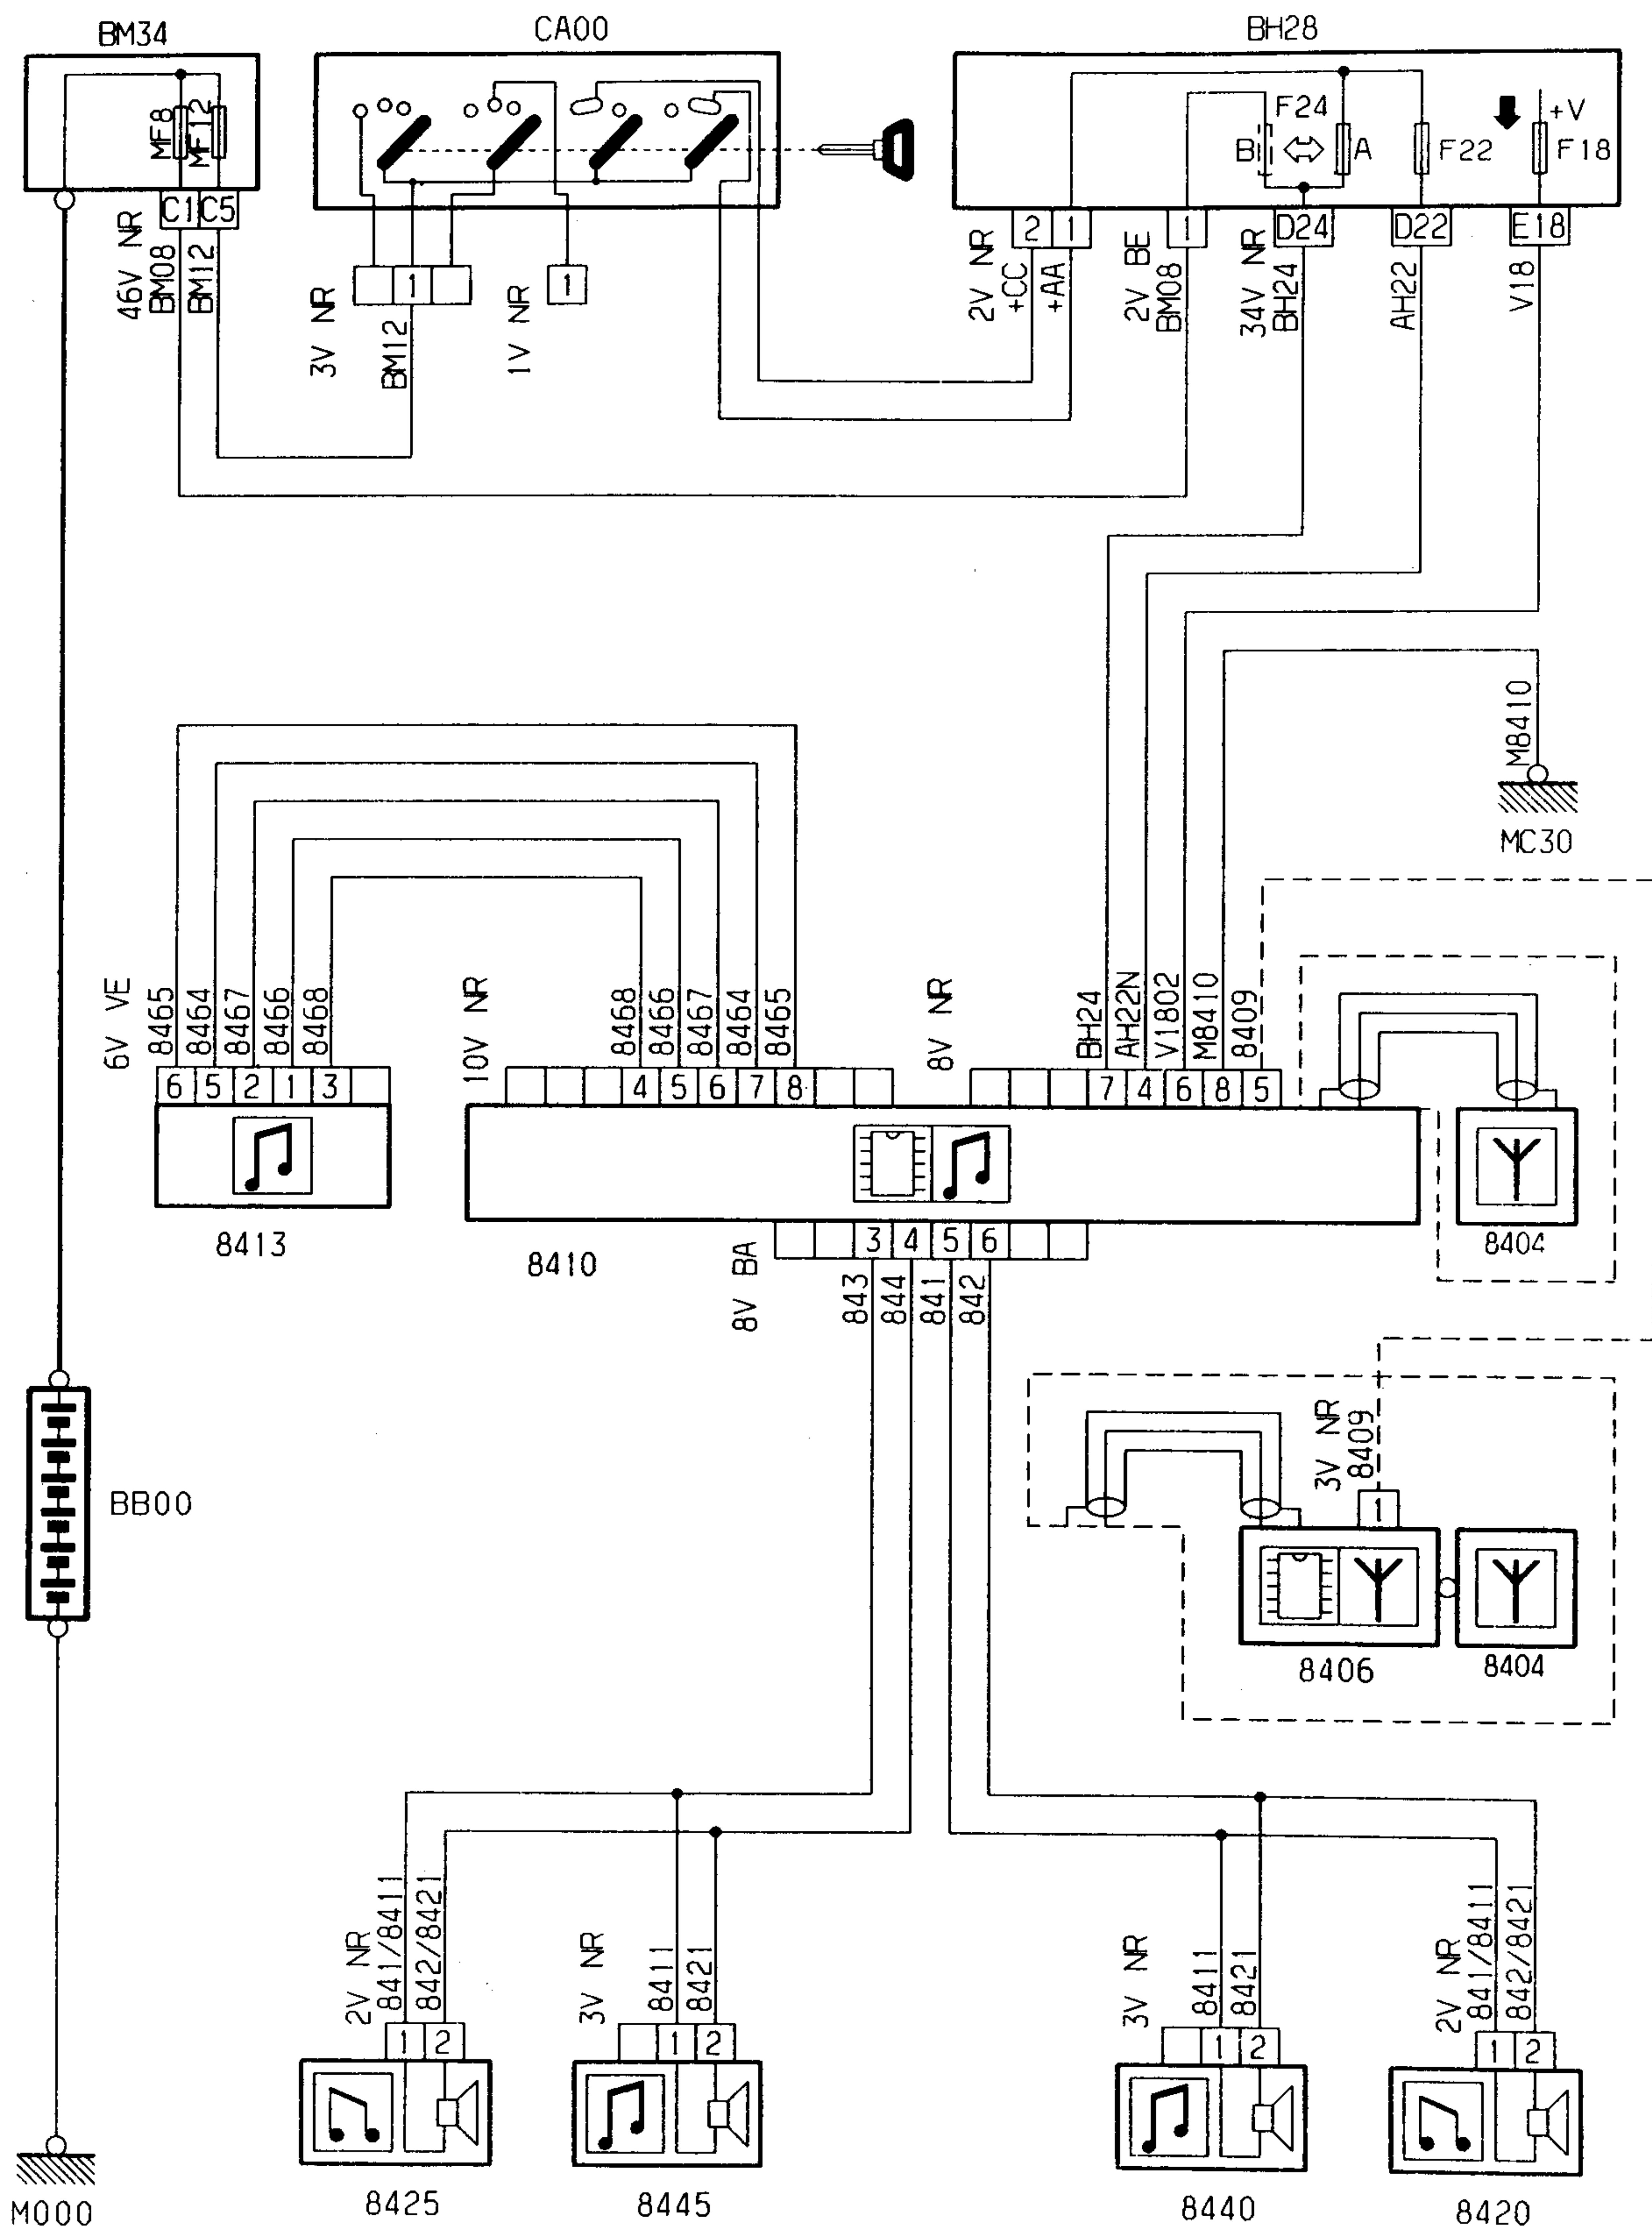 BM34
CA00
BH28
MF8
MF12
F24
B
A
F22
+V
F18
C1 C5
2 1
1
D24
D22
E18
46V NR
BM08
BM12
3V NR
1
BM12
1V NR
1
2V NR
+CC
+AA
2V BE
BM08
34V NR
BH24
AH22
V18
M8410
MC30
6V VE
8465
8464
8467
8466
8468
10V NR
8468
8466
8467
8464
8465
8V NR
BH24
AH22N
V1802
M8410
8409
6 5 2 1 3
4 5 6 7 8
7 4 6 8 5
8413
8410
8404
3 4 5 6
8V BA
843
844
841
842
BB00
3V NR
8409
1
8406
8404
2V NR
841/8411
842/8421
3V NR
8411
8421
3V NR
8411
8421
2V NR
841/8411
842/8421
1 2
1 2
1 2
1 2
M000
8425
8445
8440
8420